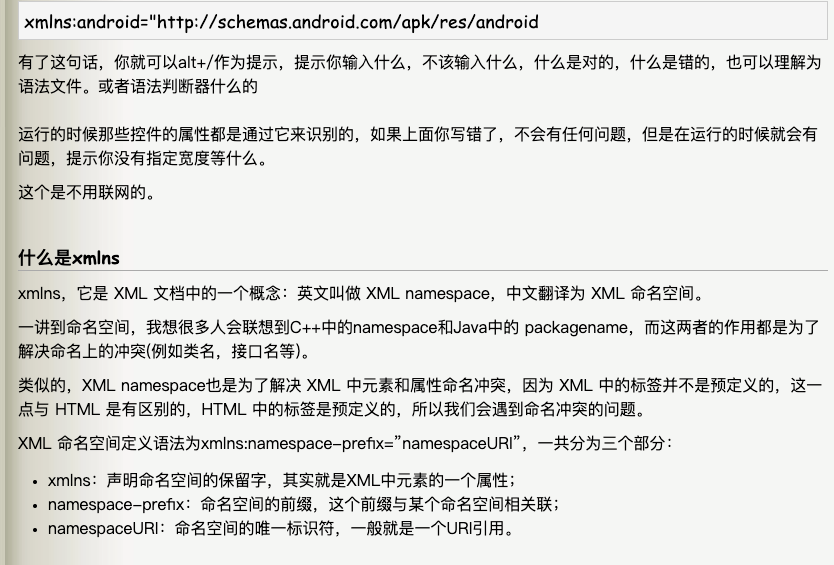 xmlns:android="http://schemas.android.com/apk/res/android
有了这句话，你就可以alt+/作为提示，提示你输入什么，不该输入什么，什么是对的，什么是错的，也可以理解为
语法文件。或者语法判断器什么的
运行的时候那些控件的属性都是通过它来识别的，如果上面你写错了，不会有任何问题，但是在运行的时候就会有
问题，提示你没有指定宽度等什么。
这个是不用联网的。
什么是xmlns
xmlns，它是 XML 文档中的一个概念：英文叫做 XML namespace，中文翻译为 XML 命名空间。
一讲到命名空间，我想很多人会联想到C++中的namespace和Java中的 packagename，而这两者的作用都是为了
解决命名上的冲突(例如类名，接口名等)。
类似的，XML namespace也是为了解决 XML 中元素和属性命名冲突，因为 XML 中的标签并不是预定义的，这一
点与 HTML 是有区别的，HTML 中的标签是预定义的，所以我们会遇到命名冲突的问题。
XML 命名空间定义语法为xmlns:namespace-prefix=”namespaceURI”，一共分为三个部分：
• xmlns：声明命名空间的保留字，其实就是XML中元素的一个属性；
• namespace-prefix：命名空间的前缀，这个前缀与某个命名空间相关联；
• namespaceURI：命名空间的唯一标识符，一般就是一个URI引用。